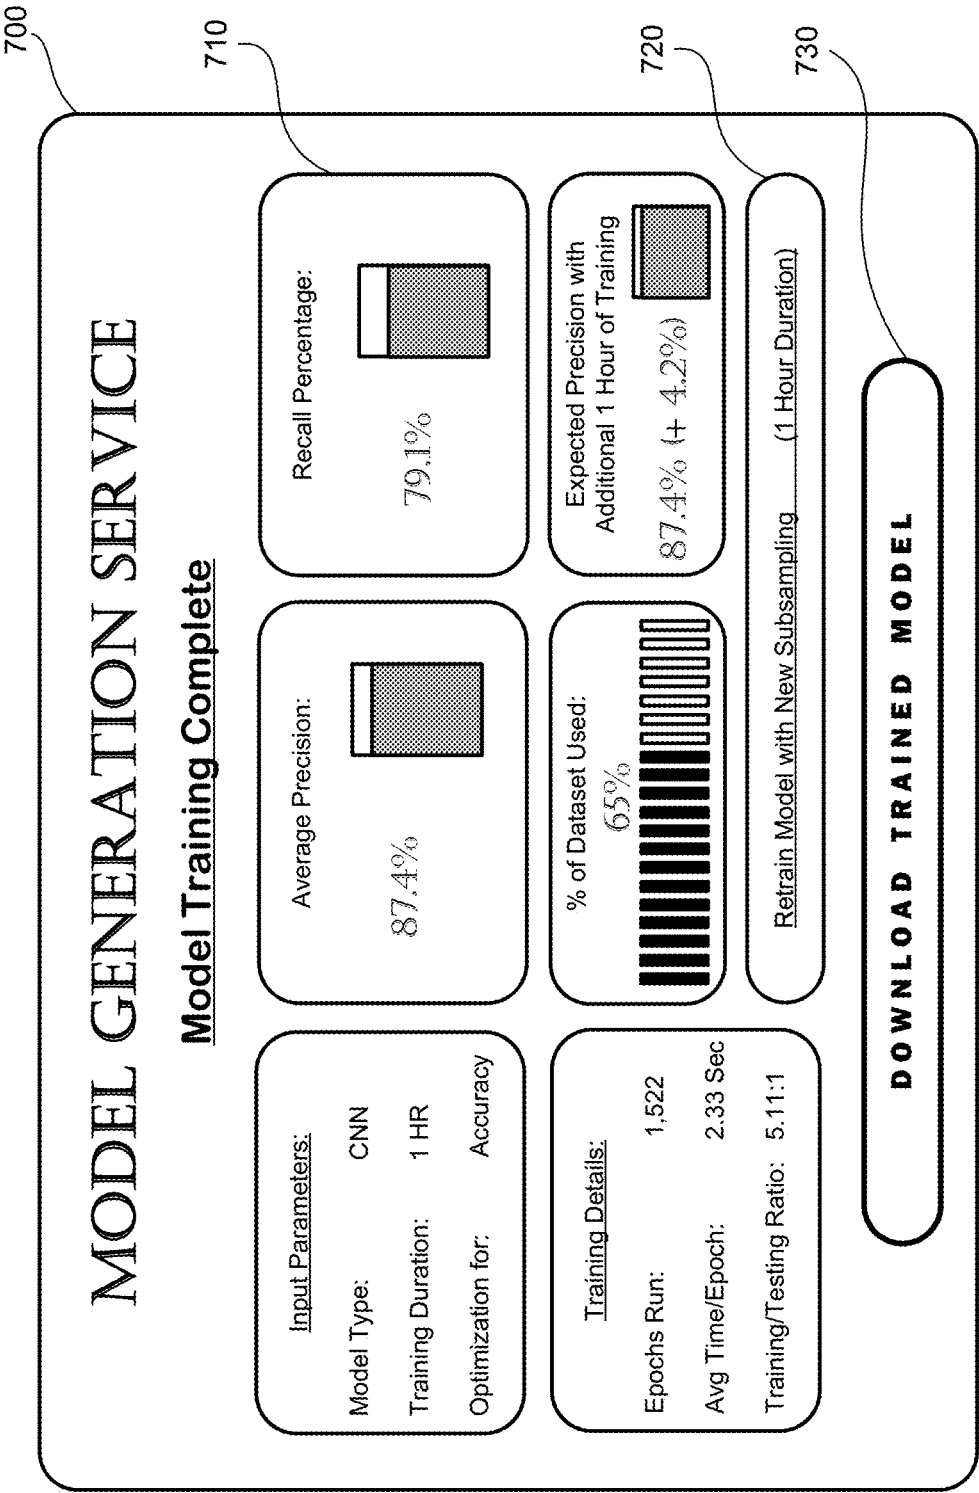 MODEL GENERATION SERVICE
Model Training Complete
Input Parameters:
Model Type: CNN
Training Duration: 1 HR
Optimization for: Accuracy
Average Precision:
87.4%
Recall Percentage:
79.1%
Training Details:
Epochs Run: 1,522
Avg Time/Epoch: 2.33 Sec
Training/Testing Ratio: 5.11:1
% of Dataset Used:
65%
Expected Precision with
Additional 1 Hour of Training
87.4% (+ 4.2%)
Retrain Model with New Subsampling (1 Hour Duration)
DOWNLOAD TRAINED MODEL
700
710
720
730